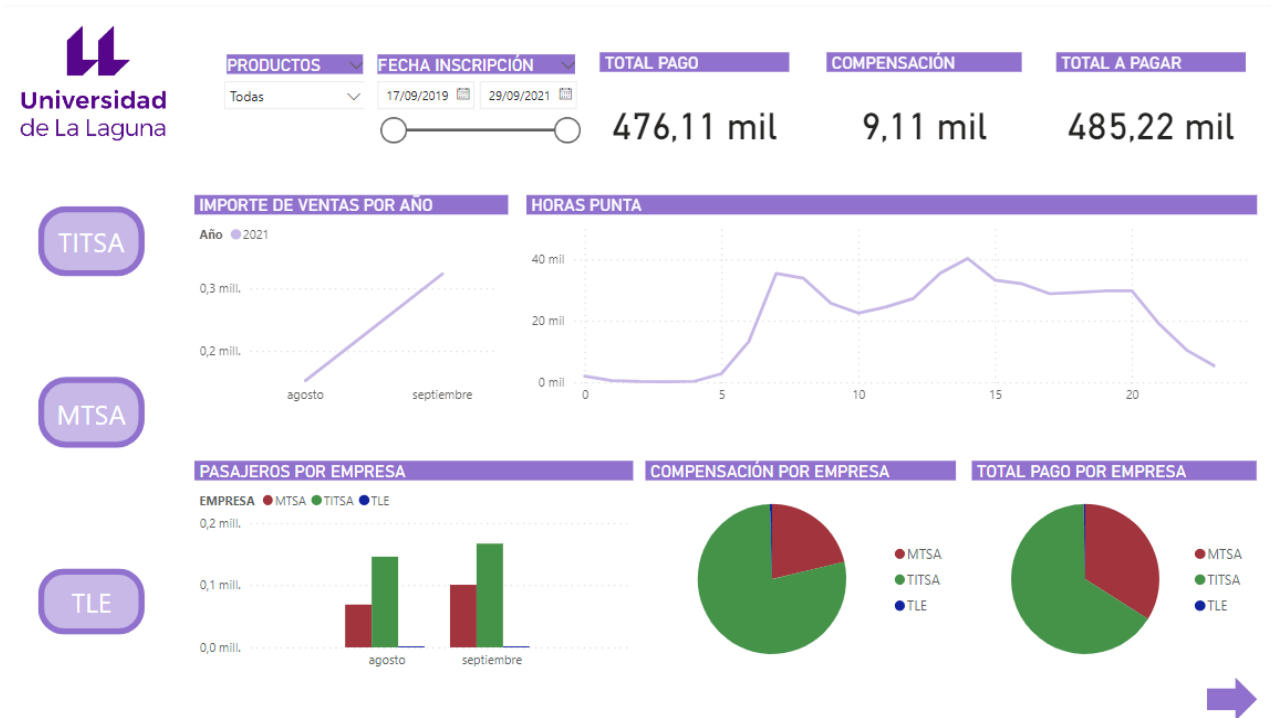 Universidad
de La Laguna
PRODUCTOS
Todas
FECHA INSCRIPCIÓN
17/09/2019 29/09/2021
TOTAL PAGO
476,11 mil
COMPENSACIÓN
9,11 mil
TOTAL A PAGAR
485,22 mil
TITSA
MTSA
TLE
IMPORTE DE VENTAS POR AÑO
Año 2021
0,3 mill.
0,2 mill.
agosto septiembre
HORAS PUNTA
40 mil
20 mil
0 mil
0 5 10 15 20
PASAJEROS POR EMPRESA
EMPRESA MTSA TITSA TLE
0,2 mill.
0,1 mill.
0,0 mill.
agosto septiembre
COMPENSACIÓN POR EMPRESA
MTSA
TITSA
TLE
TOTAL PAGO POR EMPRESA
MTSA
TITSA
TLE